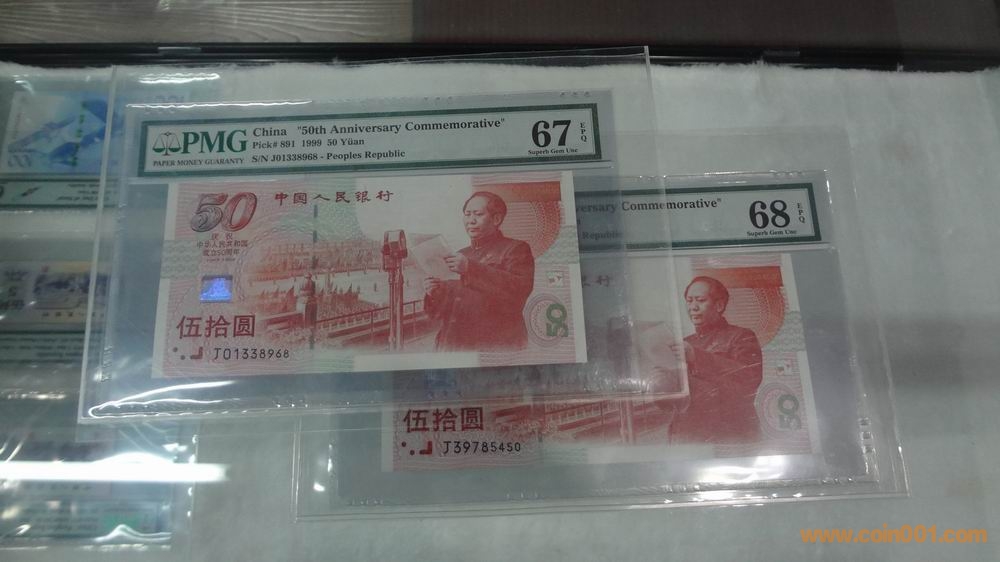 PMG
PAPER MONEY GUARANTY
China "50th Anniversary Commemorative"
Pick# 891 1999 50 Yüan
S/N J01338968 - Peoples Republic
67 EPQ
Superb Gem Unc
50
中国人民银行
庆祝
中华人民共和国
成立50周年
伍拾圆
J01338968
50
Commemorative"
68 EPQ
Superb Gem Unc
伍拾圆
J39785450
50
www.coin001.com